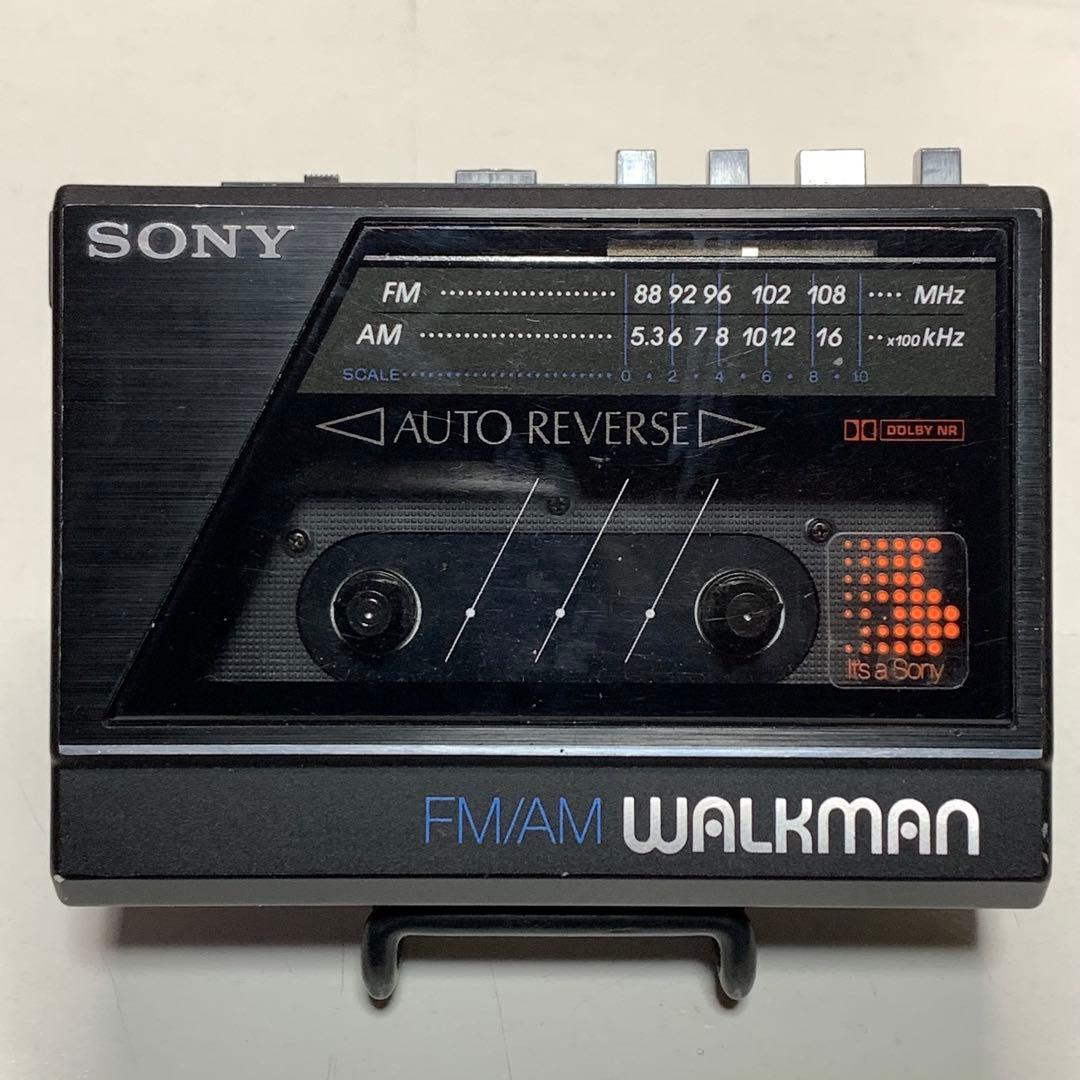 SONY
FM 88 92 96 102 108 MHz
AM 5.3 6 7 8 10 12 16 x100 kHz
SCALE 0 2 4 6 8 10
AUTO REVERSE
DOLBY NR
It's a Sony
FM/AM WALKMAN